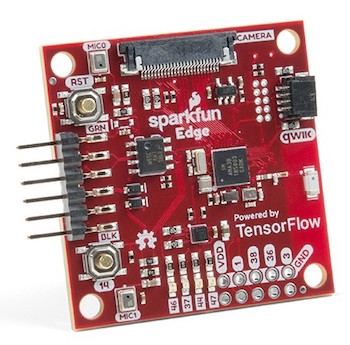 MIC0
CAMERA
RST
sparkfun
Edge
GRN
qwiic
Powered by
TensorFlow
BLK
14
MIC1
46
37
44
47
VDD
1
38
36
3
GND